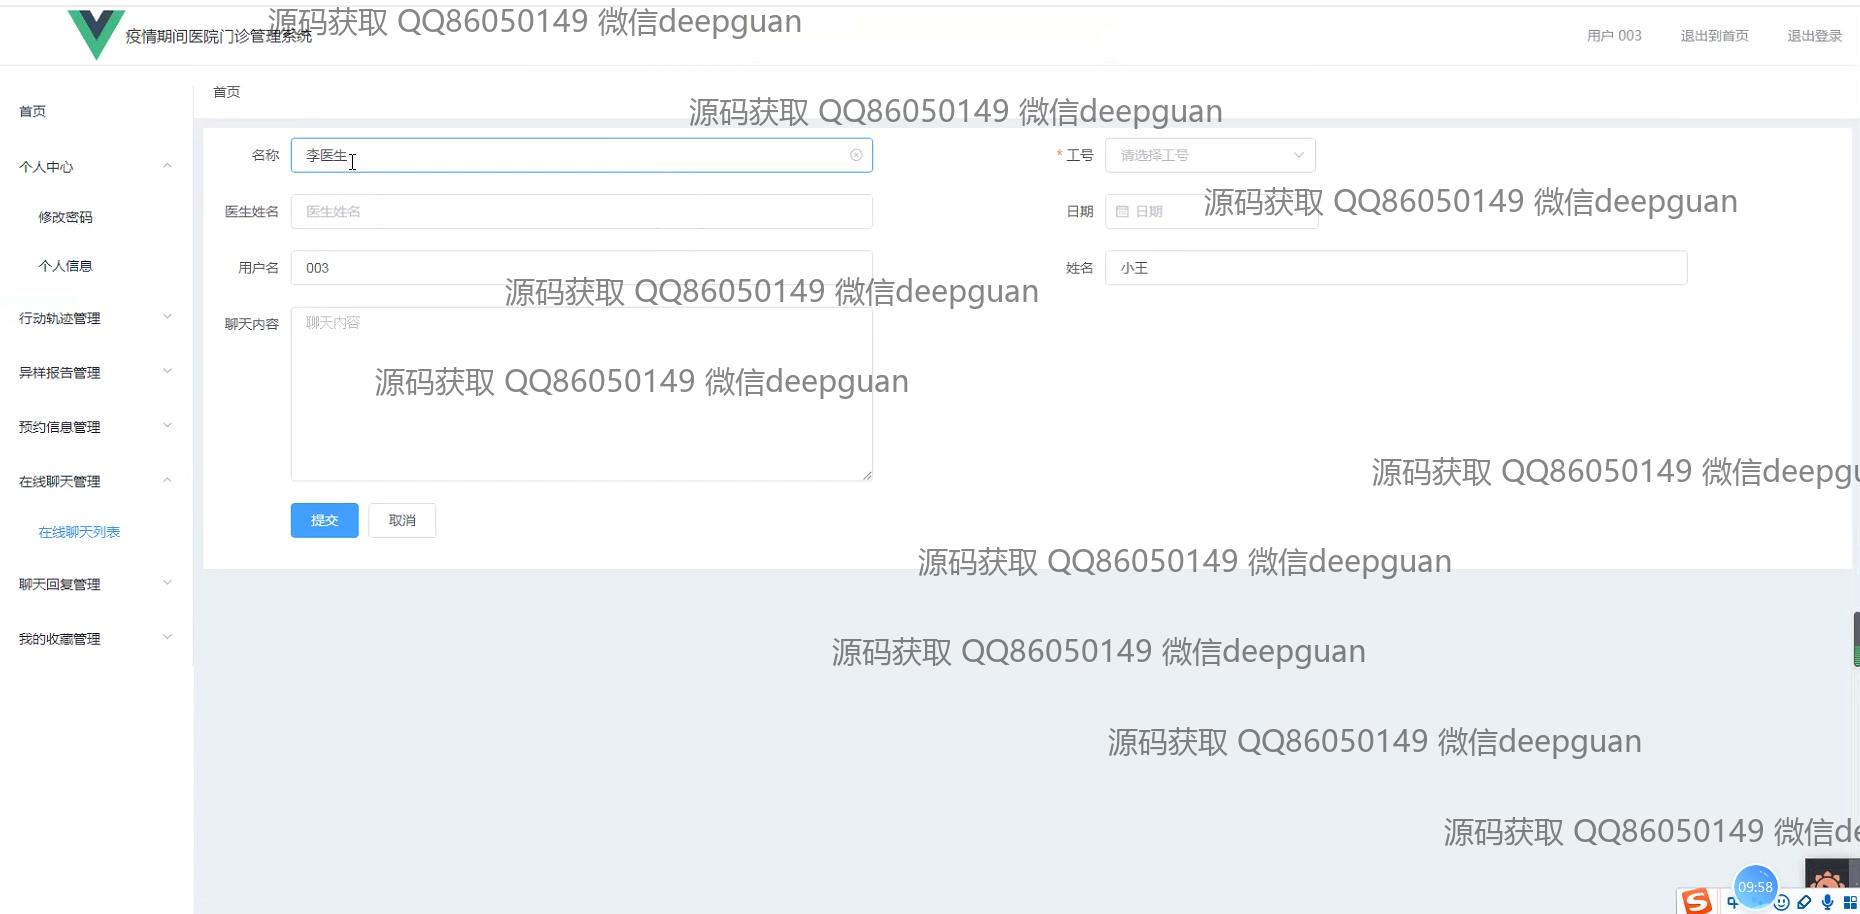 源码获取 QQ86050149 微信deepguan
疫情期间医院门诊管理系统
用户 003
退出到首页
退出登录
首页
源码获取 QQ86050149 微信deepguan
首页
个人中心
修改密码
个人信息
行动轨迹管理
异样报告管理
预约信息管理
在线聊天管理
在线聊天列表
聊天回复管理
我的收藏管理
名称 李医生
* 工号 请选择工号
源码获取 QQ86050149 微信deepguan
医生姓名 医生姓名
日期 日期
用户名 003
姓名 小王
源码获取 QQ86050149 微信deepguan
聊天内容 聊天内容
源码获取 QQ86050149 微信deepguan
源码获取 QQ86050149 微信deepgu
提交 取消
源码获取 QQ86050149 微信deepguan
源码获取 QQ86050149 微信deepguan
源码获取 QQ86050149 微信deepguan
源码获取 QQ86050149 微信de
09:58